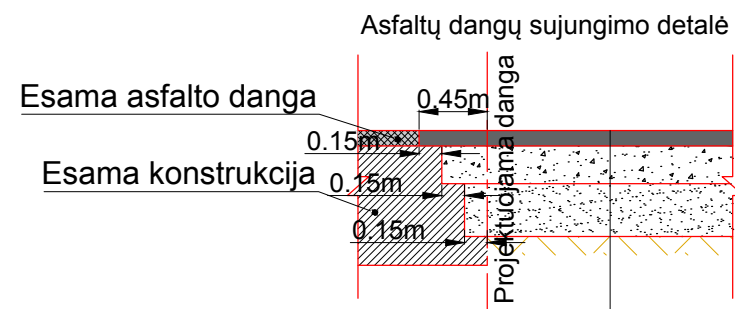 Asfaltų dangų sujungimo detalė
Esama asfalto danga
0.45m
Projektuojama danga
0.15m
Esama konstrukcija
0.15m
0.15m